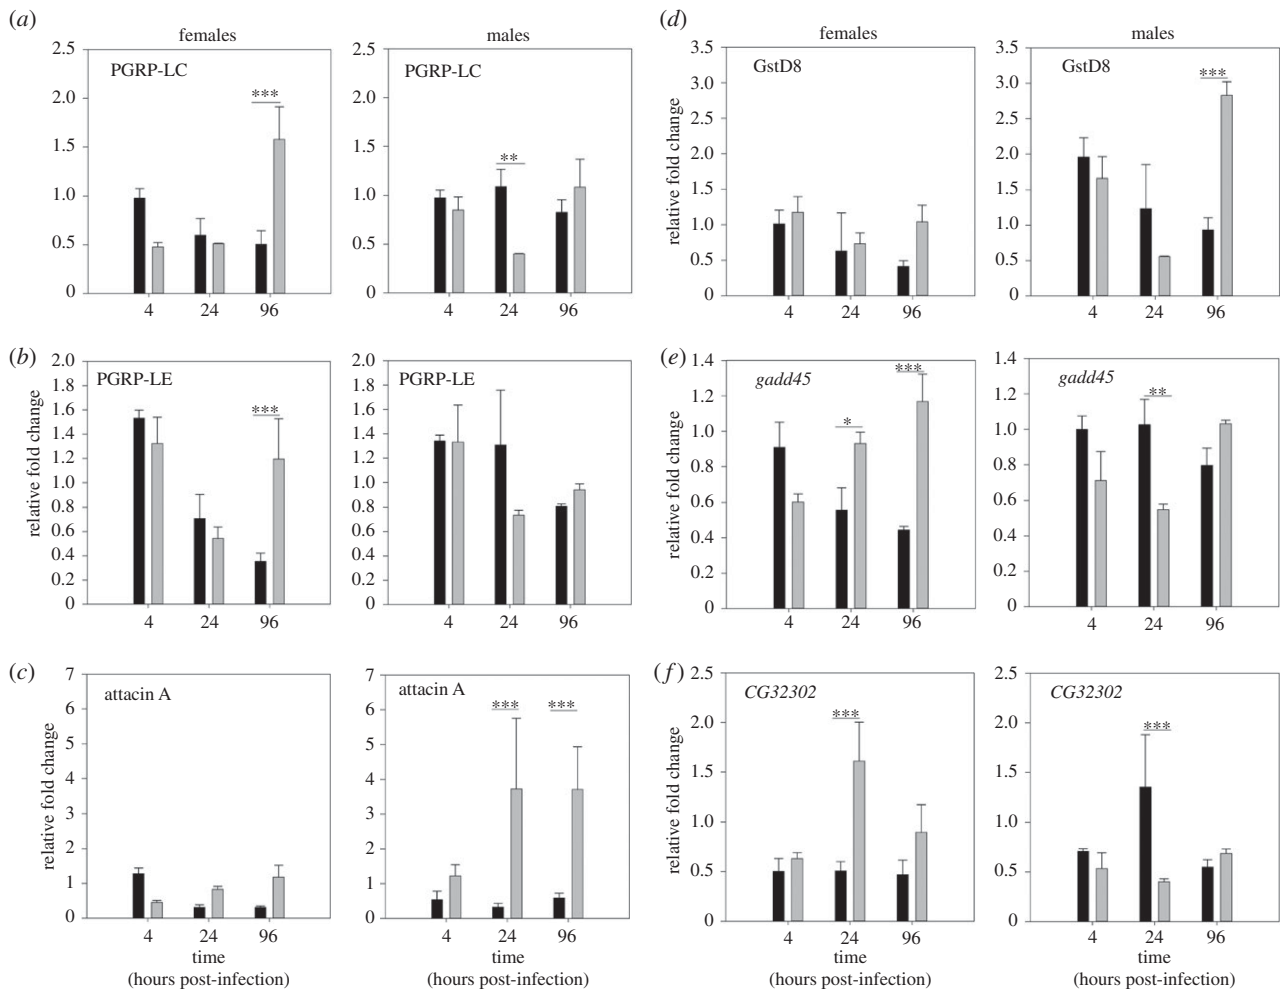 (a)
females
2.5
PGRP-LC
2.0
***
1.5
1.0
0.5
0
4 24 96
males
2.5
PGRP-LC
2.0
1.5
**
1.0
0.5
0
4 24 96
(b)
2.0
PGRP-LE
1.8
1.6
***
1.4
1.2
1.0
0.8
0.6
0.4
0.2
0
relative fold change
4 24 96
2.0
PGRP-LE
1.8
1.6
1.4
1.2
1.0
0.8
0.6
0.4
0.2
0
4 24 96
(c)
7
attacin A
6
5
4
3
2
1
0
relative fold change
4 24 96
time
(hours post-infection)
7
attacin A
6
*** ***
5
4
3
2
1
0
4 24 96
time
(hours post-infection)
(d)
females
3.5
GstD8
3.0
2.5
2.0
1.5
1.0
0.5
0
relative fold change
4 24 96
males
3.5
GstD8
***
3.0
2.5
2.0
1.5
1.0
0.5
0
4 24 96
(e)
1.4
gadd45
***
1.2
*
1.0
0.8
0.6
0.4
0.2
0
relative fold change
4 24 96
1.4
gadd45
**
1.2
1.0
0.8
0.6
0.4
0.2
0
4 24 96
(f)
2.5
CG32302
***
2.0
1.5
1.0
0.5
0
relative fold change
4 24 96
time
(hours post-infection)
2.5
CG32302
2.0
***
1.5
1.0
0.5
0
4 24 96
time
(hours post-infection)